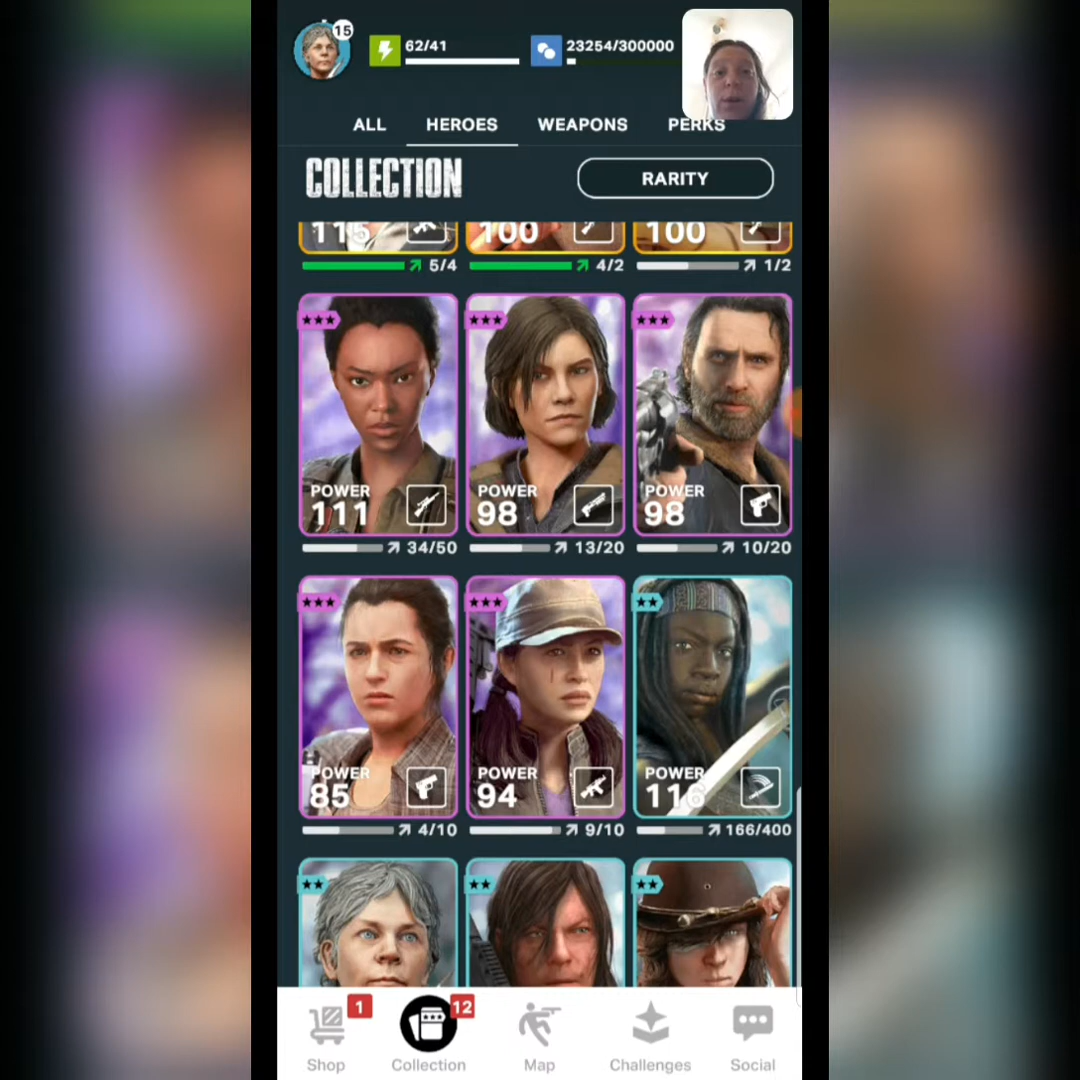 15
62/41
23254/300000
ALL HEROES WEAPONS PERKS
COLLECTION
RARITY
115 100 100
5/4 4/2 1/2
POWER POWER POWER
111 98 98
34/50 13/20 10/20
POWER POWER POWER
85 94 116
4/10 9/10 166/400
1 12
Shop Collection Map Challenges Social